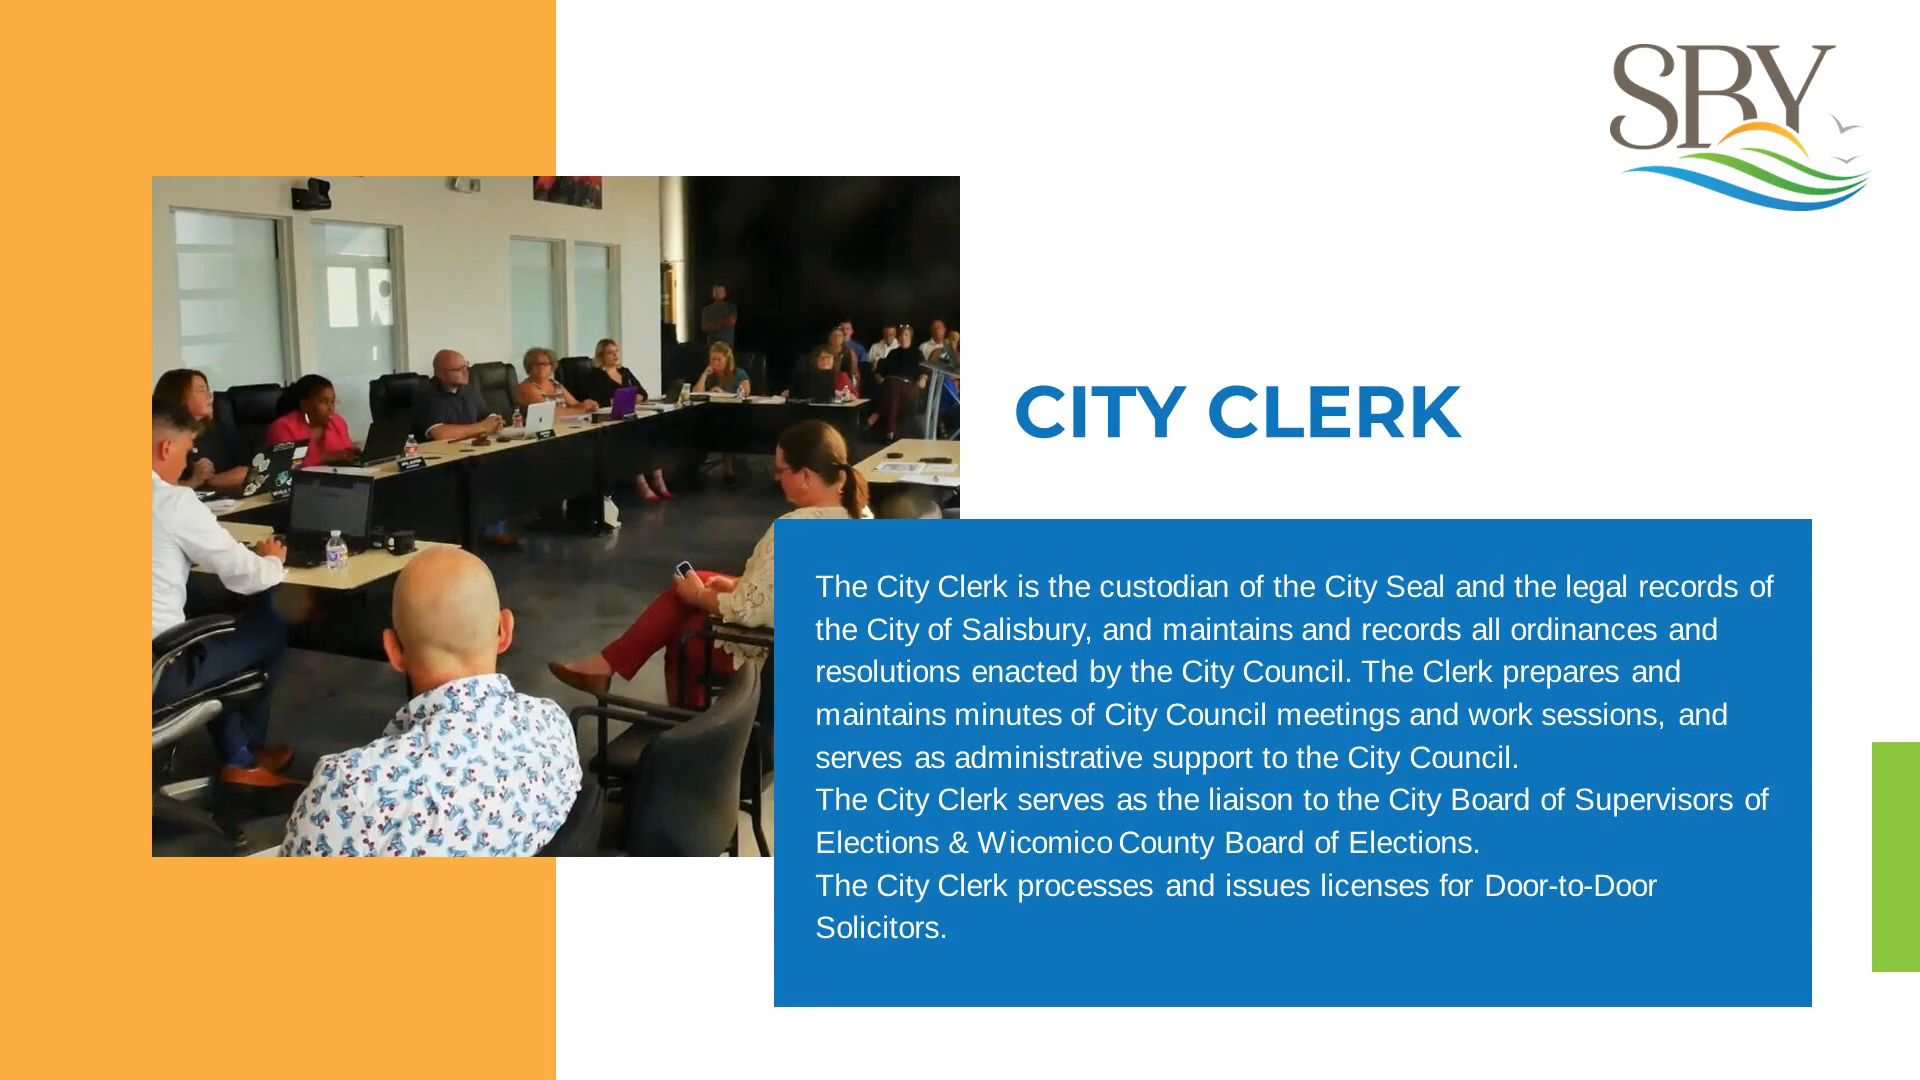 SBY
CITY CLERK
The City Clerk is the custodian of the City Seal and the legal records of
the City of Salisbury, and maintains and records all ordinances and
resolutions enacted by the City Council. The Clerk prepares and
maintains minutes of City Council meetings and work sessions, and
serves as administrative support to the City Council.
The City Clerk serves as the liaison to the City Board of Supervisors of
Elections & Wicomico County Board of Elections.
The City Clerk processes and issues licenses for Door-to-Door
Solicitors.